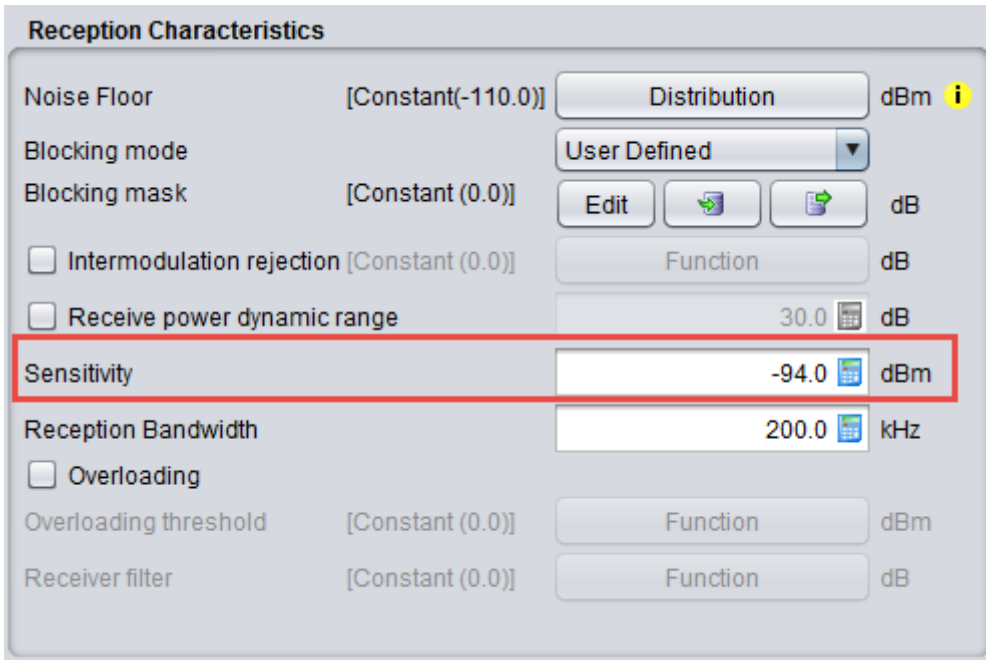 Reception Characteristics
Noise Floor [Constant(-110.0)] Distribution dBm i
Blocking mode User Defined
Blocking mask [Constant (0.0)] Edit dB
Intermodulation rejection [Constant (0.0)] Function dB
Receive power dynamic range 30.0 dB
Sensitivity -94.0 dBm
Reception Bandwidth 200.0 kHz
Overloading
Overloading threshold [Constant (0.0)] Function dBm
Receiver filter [Constant (0.0)] Function dB